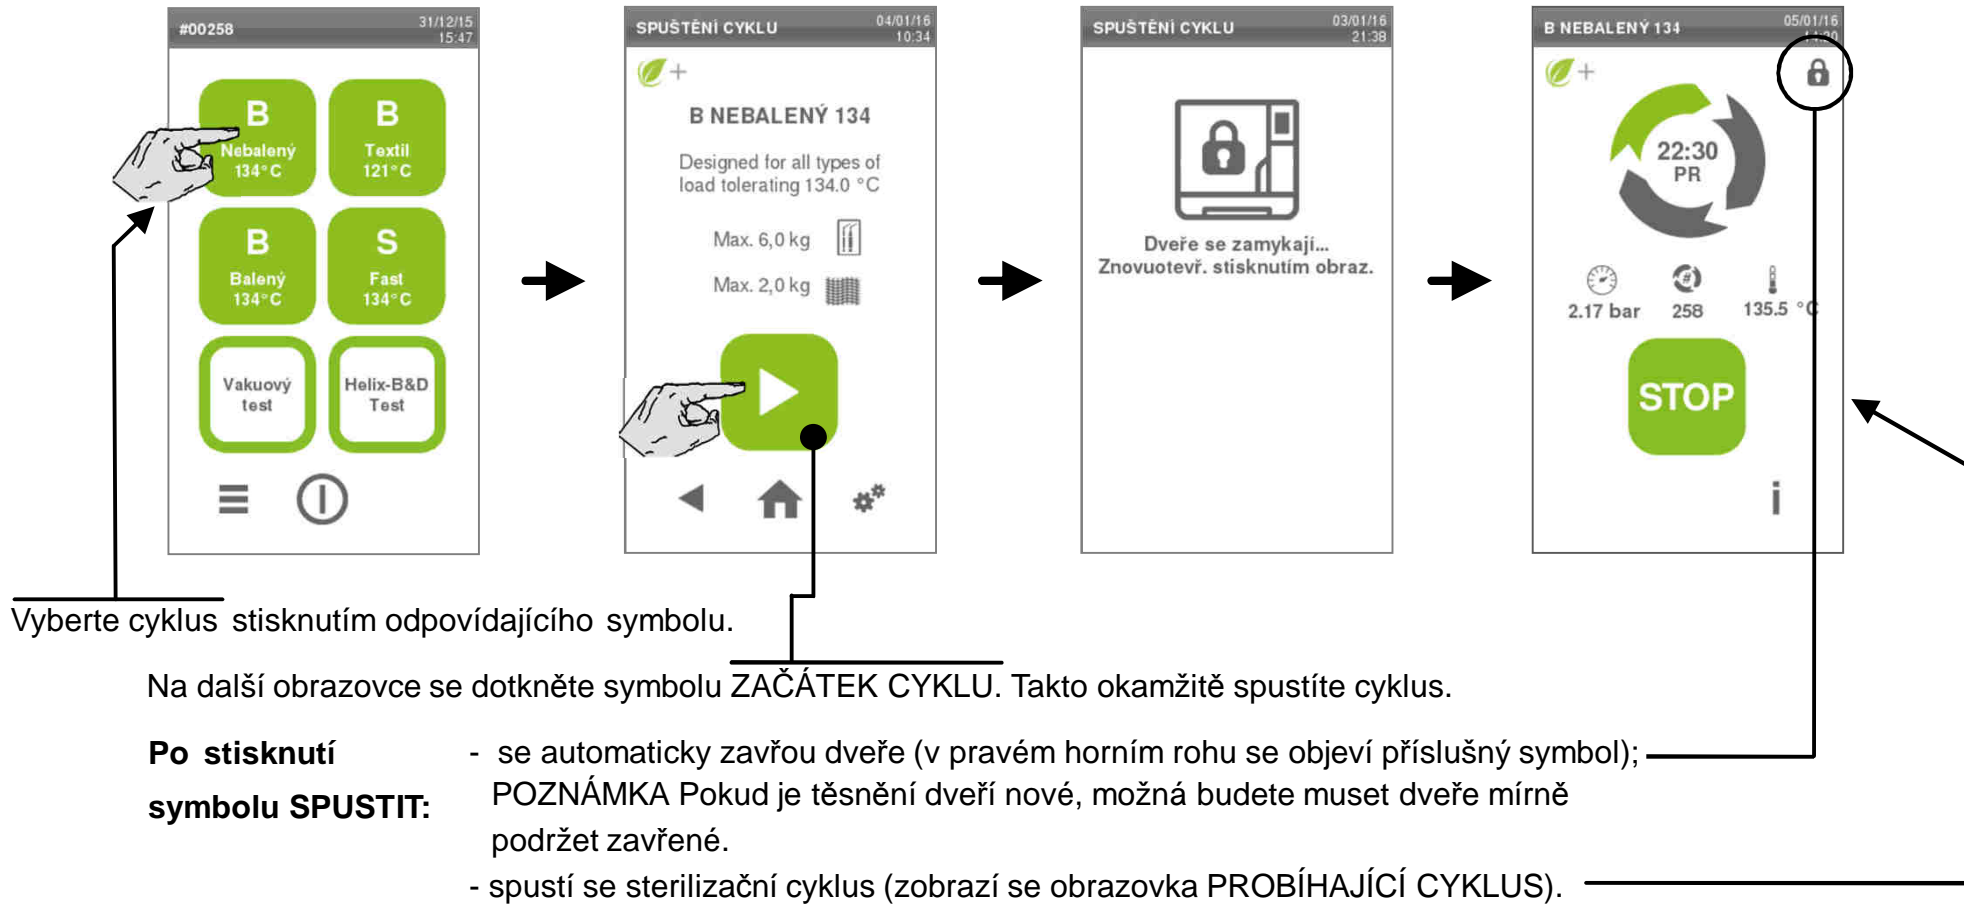 #00258
31/12/15
15:47
B
Nebalený
134°C
B
Textil
121°C
B
Balený
134°C
S
Fast
134°C
Vakuový
test
Helix-B&D
Test
SPUŠTĚNÍ CYKLU
04/01/16
10:34
B NEBALENÝ 134
Designed for all types of
load tolerating 134.0 °C
Max. 6,0 kg
Max. 2,0 kg
SPUŠTĚNÍ CYKLU
03/01/16
21:38
Dveře se zamykají...
Znovuotevř. stisknutím obraz.
B NEBALENÝ 134
05/01/16
22:30
PR
2.17 bar
258
135.5 °C
STOP
i
Vyberte cyklus stisknutím odpovídajícího symbolu.
Na další obrazovce se dotkněte symbolu ZAČÁTEK CYKLU. Takto okamžitě spustíte cyklus.
Po stisknutí
symbolu SPUSTIT:
- se automaticky zavřou dveře (v pravém horním rohu se objeví příslušný symbol);
POZNÁMKA Pokud je těsnění dveří nové, možná budete muset dveře mírně
podržet zavřené.
- spustí se sterilizační cyklus (zobrazí se obrazovka PROBÍHAJÍCÍ CYKLUS).